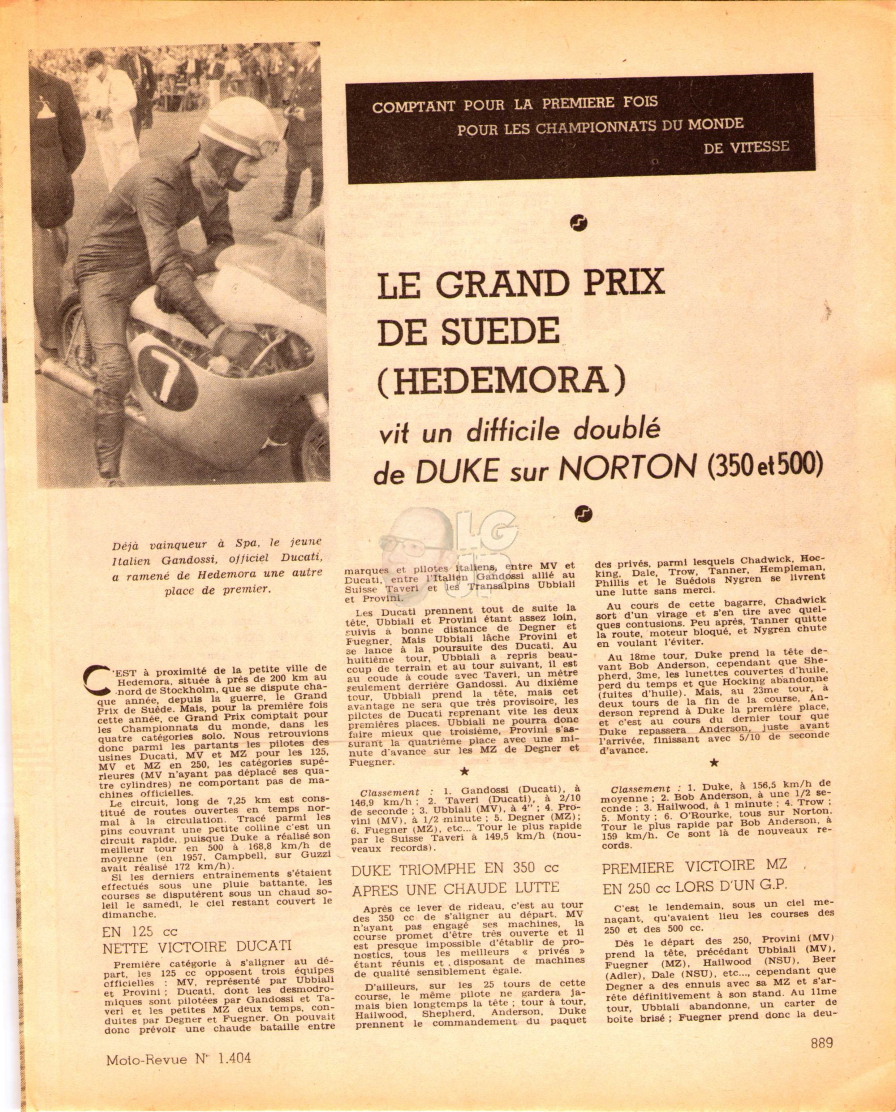 COMPTANT POUR LA PREMIERE FOIS
POUR LES CHAMPIONNATS DU MONDE
DE VITESSE
LE GRAND PRIX
DE SUEDE
(HEDEMORA)
vit un difficile doublé
de DUKE sur NORTON (350 et 500)
7
Déjà vainqueur à Spa, le jeune
Italien Gandossi, officiel Ducati,
a ramené de Hedemora une autre
place de premier.
C'EST à proximité de la petite ville de
Hedemora, située à près de 200 km au
nord de Stockholm, que se dispute cha-
que année, depuis la guerre, le Grand
Prix de Suède. Mais, pour la première fois
cette année, ce Grand Prix comptait pour
les Championnats du monde, dans les
quatre catégories solo. Nous retrouvions
donc parmi les partants les pilotes des
usines Ducati, MV et MZ pour les 125,
MV et MZ en 250, les catégories supé-
rieures (MV n'ayant pas déplacé ses qua-
tre cylindres) ne comportant pas de ma-
chines officielles.
Le circuit, long de 7,25 km est cons-
titué de routes ouvertes en temps nor-
mal à la circulation. Tracé parmi les
pins couvrant une petite colline c'est un
circuit rapide, puisque Duke a réalisé son
meilleur tour en 500 à 168,8 km/h de
moyenne (en 1957, Campbell, sur Guzzi
avait réalisé 172 km/h).
Si les derniers entrainements s'étaient
effectués sous une pluie battante, les
courses se disputèrent sous un chaud so-
leil le samedi, le ciel restant couvert le
dimanche.
EN 125 cc
NETTE VICTOIRE DUCATI
Première catégorie à s'aligner au dé-
part, les 125 cc opposent trois équipes
officielles : MV, représenté par Ubbiali
et Provini ; Ducati, dont les desmodro-
miques sont pilotées par Gandossi et Ta-
veri et les petites MZ deux temps, con-
duites par Degner et Fuegner. On pouvait
donc prévoir une chaude bataille entre
marques et pilotes italiens, entre MV et
Ducati, entre l'Italien Gandossi allié au
Suisse Taveri et les Transalpins Ubbiali
et Provini.
Les Ducati prennent tout de suite la
tête, Ubbiali et Provini étant assez loin,
suivis à bonne distance de Degner et
Fuegner. Mais Ubbiali lâche Provini et
se lance à la poursuite des Ducati. Au
huitième tour, Ubbiali a repris beau-
coup de terrain et au tour suivant, il est
au coude à coude avec Taveri, un mètre
seulement derrière Gandossi. Au dixième
tour, Ubbiali prend la tête, mais cet
avantage ne sera que très provisoire, les
pilotes de Ducati reprenant vite les deux
premières places. Ubbiali ne pourra donc
faire mieux que troisième, Provini s'as-
surant la quatrième place avec une mi-
nute d'avance sur les MZ de Degner et
Fuegner.
Classement : 1. Gandossi (Ducati), à
146,9 km/h ; 2. Taveri (Ducati), à 2/10
de seconde ; 3. Ubbiali (MV), à 4" ; 4. Pro-
vini (MV), à 1/2 minute ; 5. Degner (MZ) ;
6. Fuegner (MZ), etc... Tour le plus rapide
par le Suisse Taveri à 149,5 km/h (nou-
veaux records).
DUKE TRIOMPHE EN 350 cc
APRES UNE CHAUDE LUTTE
Après ce lever de rideau, c'est au tour
des 350 cc de s'aligner au départ. MV
n'ayant pas engagé ses machines, la
course promet d'être très ouverte et il
est presque impossible d'établir de pro-
nostics, tous les meilleurs « privés »
étant réunis et disposant de machines
de qualité sensiblement égale.
D'ailleurs, sur les 25 tours de cette
course, le même pilote ne gardera ja-
mais bien longtemps la tête ; tour à tour,
Hailwood, Shepherd, Anderson, Duke
prennent le commandement du paquet
des privés, parmi lesquels Chadwick, Hoc-
king, Dale, Trow, Tanner, Hempleman,
Phillis et le Suédois Nygren se livrent
une lutte sans merci.
Au cours de cette bagarre, Chadwick
sort d'un virage et s'en tire avec quel-
ques contusions. Peu après, Tanner quitte
la route, moteur bloqué, et Nygren chute
en voulant l'éviter.
Au 18me tour, Duke prend la tête de-
vant Bob Anderson, cependant que She-
pherd, 3me, les lunettes couvertes d'huile,
perd du temps et que Hocking abandonne
(fuites d'huile). Mais, au 23me tour, à
deux tours de la fin de la course, An-
derson reprend à Duke la première place,
et c'est au cours du dernier tour que
Duke repassera Anderson, juste avant
l'arrivée, finissant avec 5/10 de seconde
d'avance.
Classement : 1. Duke, à 156,5 km/h de
moyenne ; 2. Bob Anderson, à une 1/2 se-
conde ; 3. Hailwood, à 1 minute ; 4. Trow ;
5. Monty ; 6. O'Rourke, tous sur Norton.
Tour le plus rapide par Bob Anderson, à
159 km/h. Ce sont là de nouveaux re-
cords.
PREMIERE VICTOIRE MZ
EN 250 cc LORS D'UN G.P.
C'est le lendemain, sous un ciel me-
naçant, qu'avaient lieu les courses des
250 et des 500 cc.
Dès le départ des 250, Provini (MV)
prend la tête, précédant Ubbiali (MV),
Fuegner (MZ), Hailwood (NSU), Beer
(Adler), Dale (NSU), etc..., cependant que
Degner a des ennuis avec sa MZ et s'ar-
rête définitivement à son stand. Au 11me
tour, Ubbiali abandonne, un carter de
boite brisé ; Fuegner prend donc la deu-
889
Moto-Revue N° 1.404